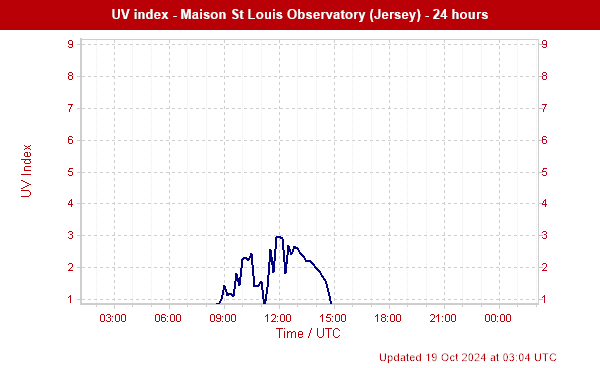 UV index - Maison St Louis Observatory (Jersey) - 24 hours
9 9
8 8
7 7
6 6
5 5
4 4
3 3
2 2
1 1
UV Index
03:00 06:00 09:00 12:00 15:00 18:00 21:00 00:00
Time / UTC
Updated 19 Oct 2024 at 03:04 UTC